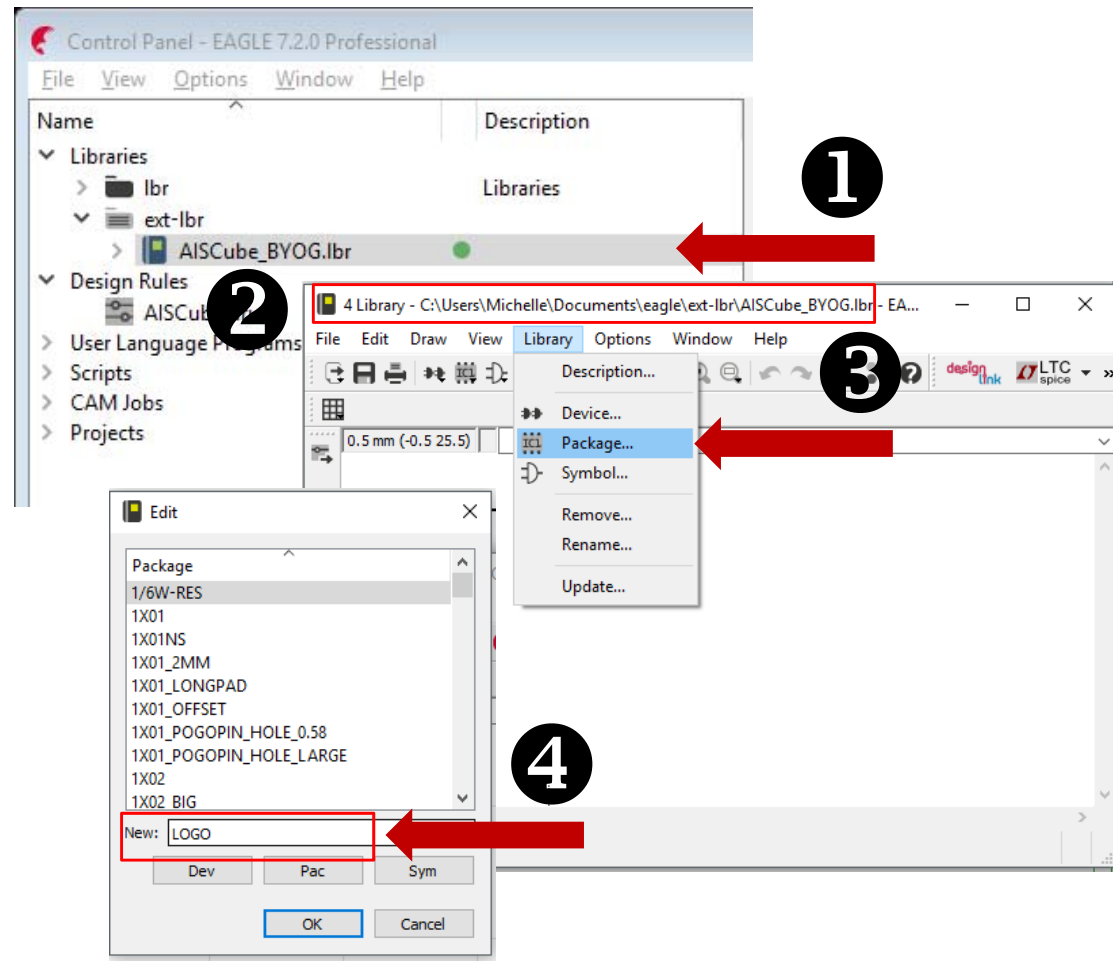 Control Panel - EAGLE 7.2.0 Professional
File View Options Window Help
Name Description
Libraries
lbr Libraries
ext-lbr
AISCube_BYOG.lbr
Design Rules
AISCub
User Language Programs
Scripts
CAM Jobs
Projects
1
2
4 Library - C:\Users\Michelle\Documents\eagle\ext-lbr\AISCube_BYOG.lbr - EA...
File Edit Draw View Library Options Window Help
3
design link LTC spice
0.5 mm (-0.5 25.5)
Description...
Device...
Package...
Symbol...
Remove...
Rename...
Update...
Edit
Package
1/6W-RES
1X01
1X01NS
1X01_2MM
1X01_LONGPAD
1X01_OFFSET
1X01_POGOPIN_HOLE_0.58
1X01_POGOPIN_HOLE_LARGE
1X02
1X02_BIG
4
New: LOGO
Dev Pac Sym
OK Cancel